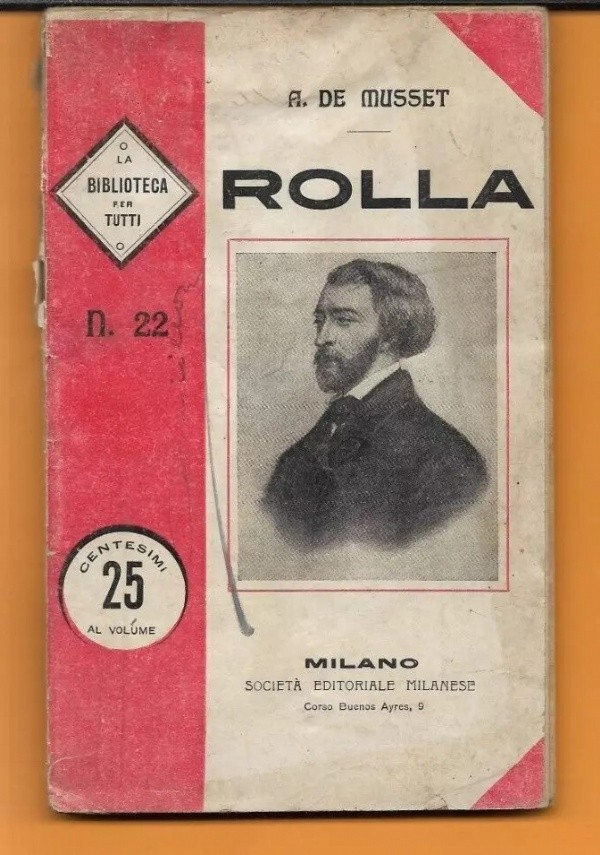 A. DE MUSSET
ROLLA
LA
BIBLIOTECA
PER
TUTTI
N. 22
CENTESIMI
25
AL VOLUME
MILANO
SOCIETÀ EDITORIALE MILANESE
Corso Buenos Ayres, 9